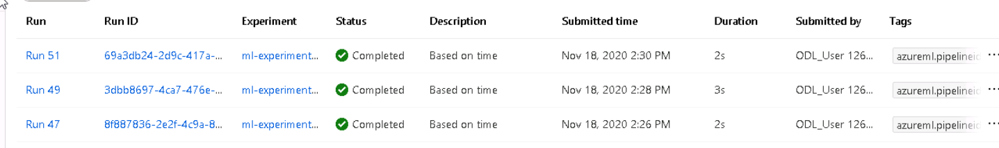 Run Run ID Experiment Status Description Submitted time Duration Submitted by Tags
Run 51 69a3db24-2d9c-417a-... ml-experiment... Completed Based on time Nov 18, 2020 2:30 PM 2s ODL_User 126... azureml.pipelineid ...
Run 49 3dbb8697-4ca7-476e-... ml-experiment... Completed Based on time Nov 18, 2020 2:28 PM 3s ODL_User 126... azureml.pipelineid ...
Run 47 8f887836-2e2f-4c9a-8... ml-experiment... Completed Based on time Nov 18, 2020 2:26 PM 2s ODL_User 126... azureml.pipelineid ...